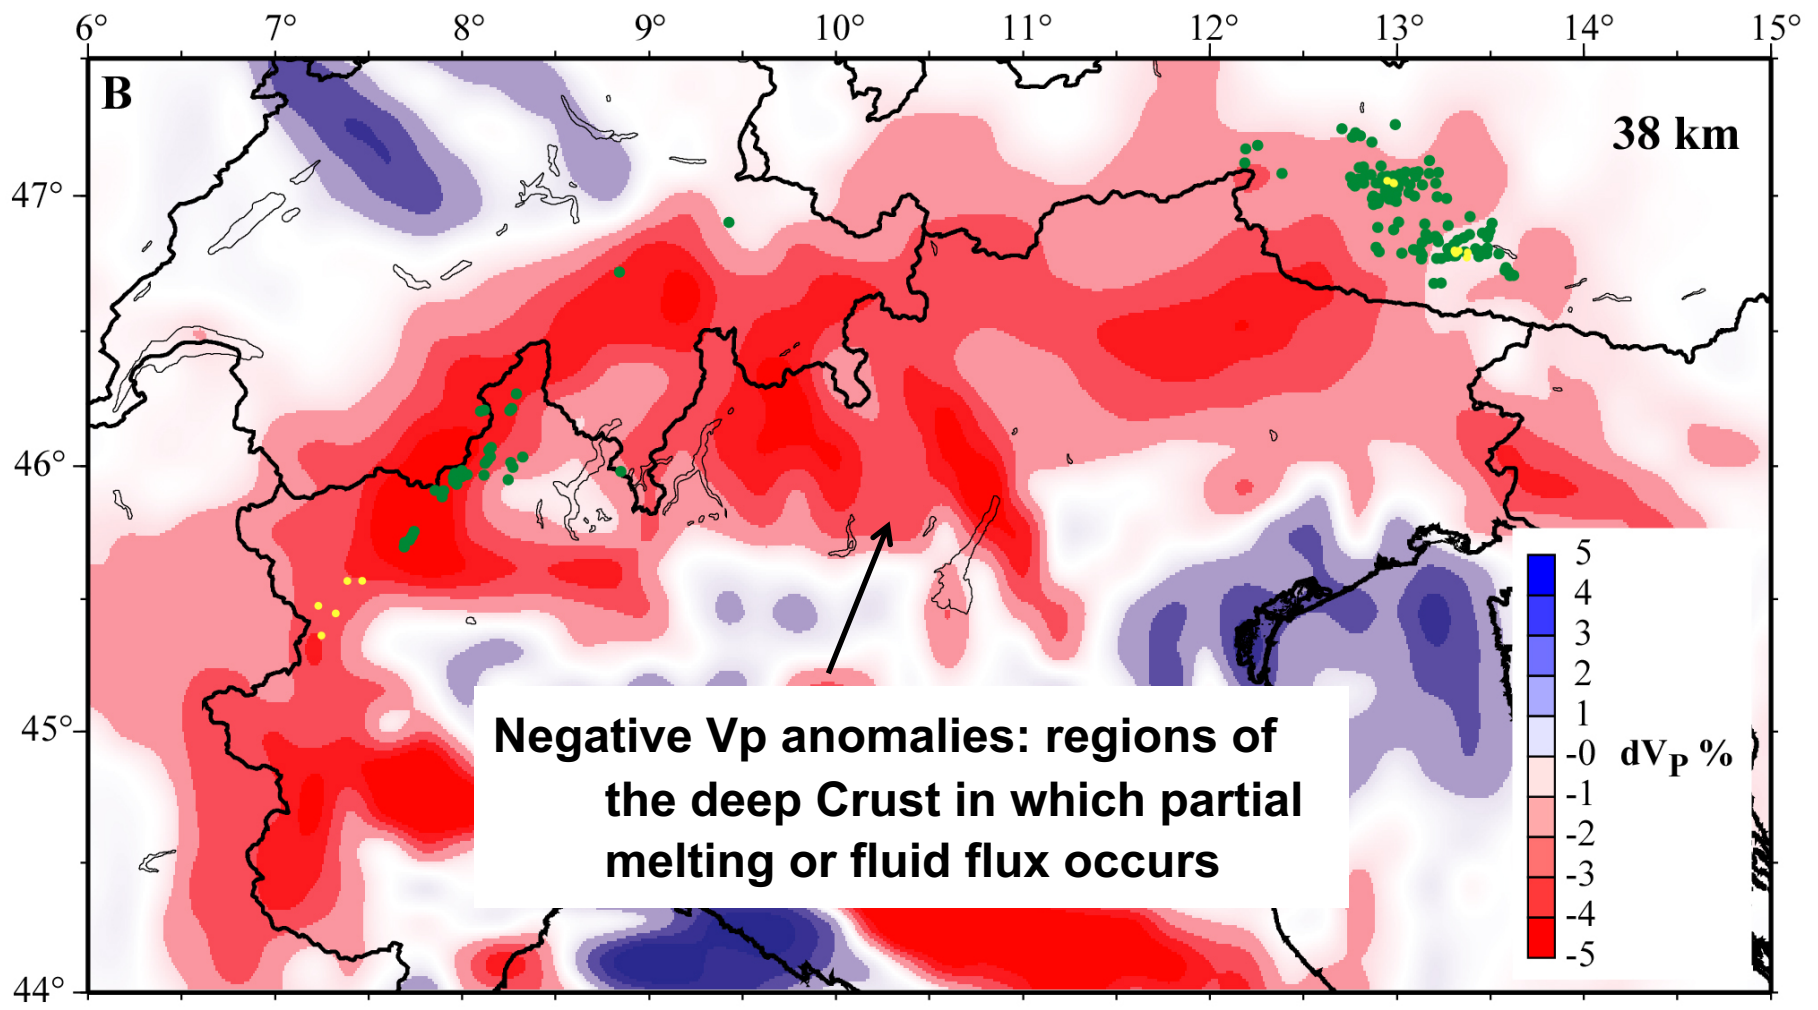 6° 7° 8° 9° 10° 11° 12° 13° 14° 15°
B
38 km
47°
46°
45°
44°
Negative Vp anomalies: regions of
the deep Crust in which partial
melting or fluid flux occurs
5
4
3
2
1
-0
-1
-2
-3
-4
-5
dVP %